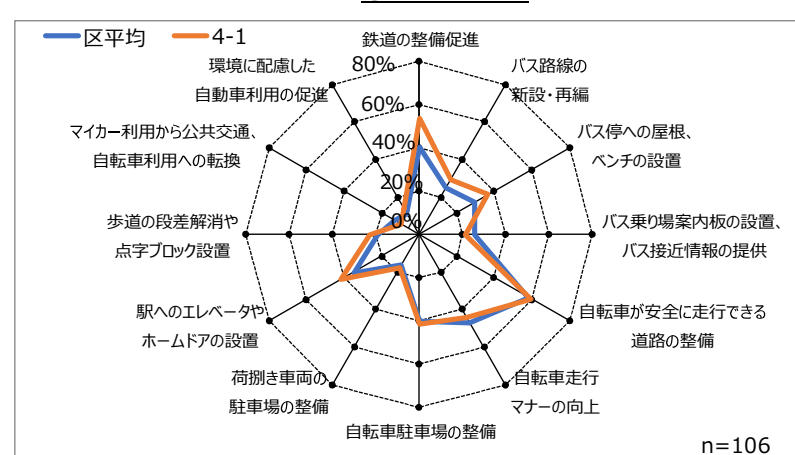 区平均
4-1
鉄道の整備促進
バス路線の
新設・再編
バス停への屋根、
ベンチの設置
バス乗り場案内板の設置、
バス接近情報の提供
自転車が安全に走行できる
道路の整備
自転車走行
マナーの向上
自転車駐車場の整備
荷捌き車両の
駐車場の整備
駅へのエレベータや
ホームドアの設置
歩道の段差解消や
点字ブロック設置
マイカー利用から公共交通、
自転車利用への転換
環境に配慮した
自動車利用の促進
80%
60%
40%
20%
0%
n=106